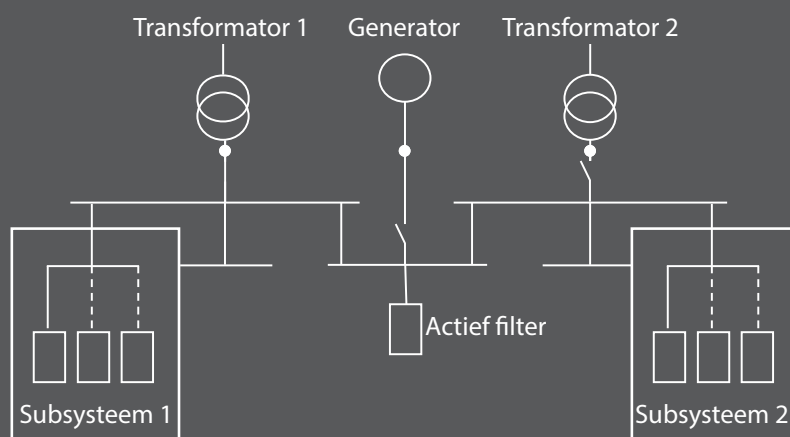 Transformator 1
Generator
Transformator 2
Actief filter
Subsysteem 1
Subsysteem 2